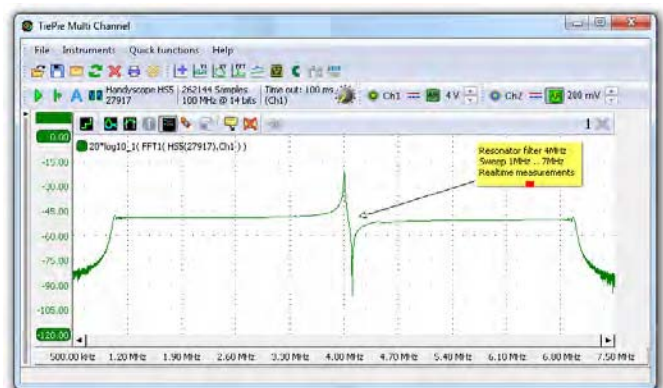 TiePie Multi Channel
File Instruments Quick functions Help
Handyscope HS5 262144 Samples Time out: 100 ms Ch1 4 V Ch2 200 mV
27917 100 MHz @ 14 bits (Ch1)
1
0.00
20*log10_1( FFT1( HS5(27917).Ch1 ) )
Resonator filter 4MHz
Sweep 1MHz ... 7MHz
Realtime measurements
-15.00
-30.00
-45.00
-60.00
-75.00
-90.00
-105.00
-120.00
500.00 kHz 1.20 MHz 1.90 MHz 2.60 MHz 3.30 MHz 4.00 MHz 4.70 MHz 5.40 MHz 6.10 MHz 6.80 MHz 7.50 MHz